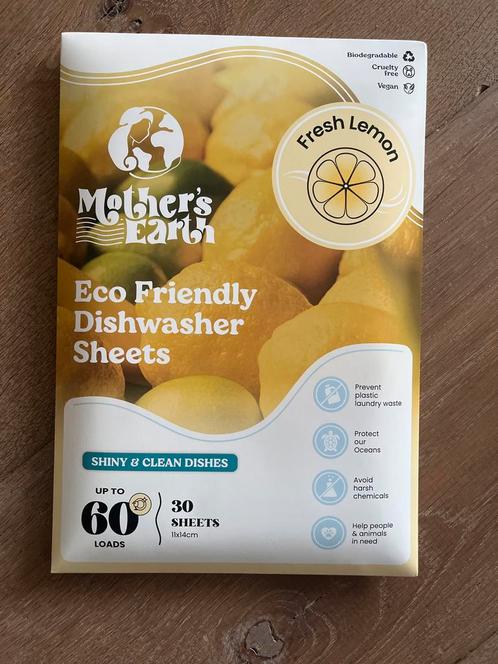 Biodegradable
Cruelty
free
Vegan
Fresh Lemon
Mother's
Earth
Eco Friendly
Dishwasher
Sheets
Prevent
plastic
laundry waste
Protect
our
Oceans
Avoid
harsh
chemicals
Help people
& animals
in need
SHINY & CLEAN DISHES
UP TO
60
LOADS
30
SHEETS
11x14cm